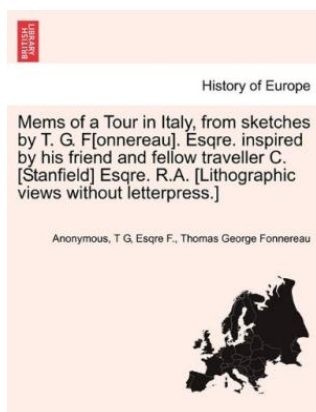 BRITISH
LIBRARY
History of Europe
Mems of a Tour in Italy, from sketches
by T. G. F[onnereau]. Esqre. inspired
by his friend and fellow traveller C.
[Stanfield] Esqre. R.A. [Lithographic
views without letterpress.]
Anonymous, T G, Esqre F., Thomas George Fonnereau